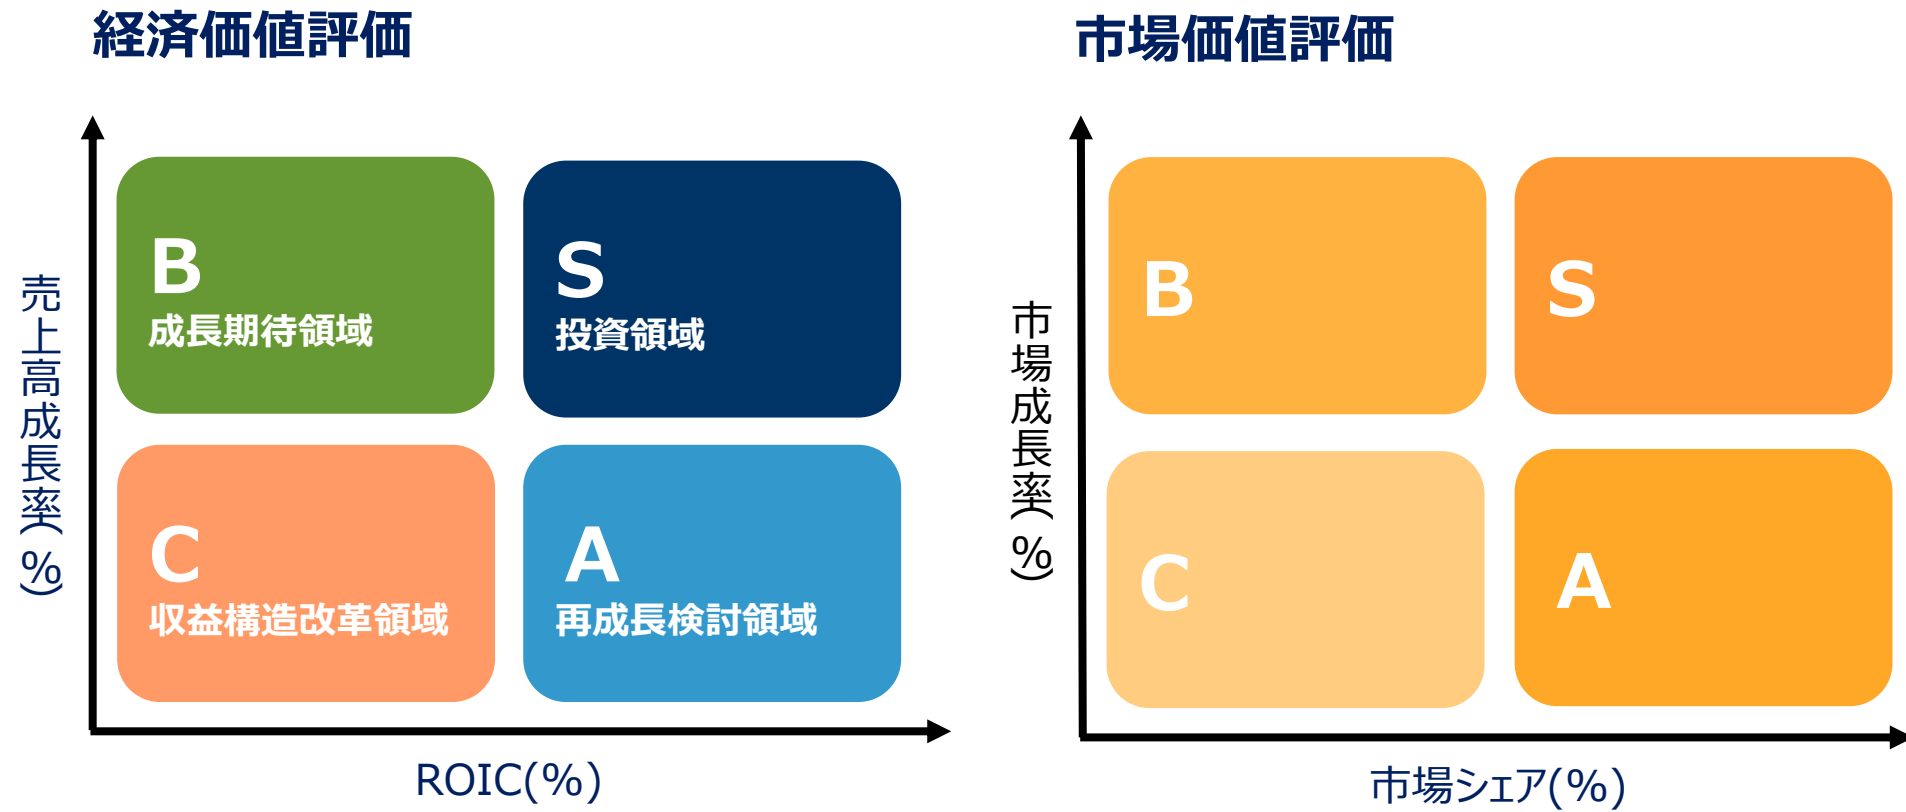 経済価値評価
売上高成長率(%)
B
成長期待領域
S
投資領域
C
収益構造改革領域
A
再成長検討領域
ROIC(%)
市場価値評価
市場成長率(%)
B
S
C
A
市場シェア(%)